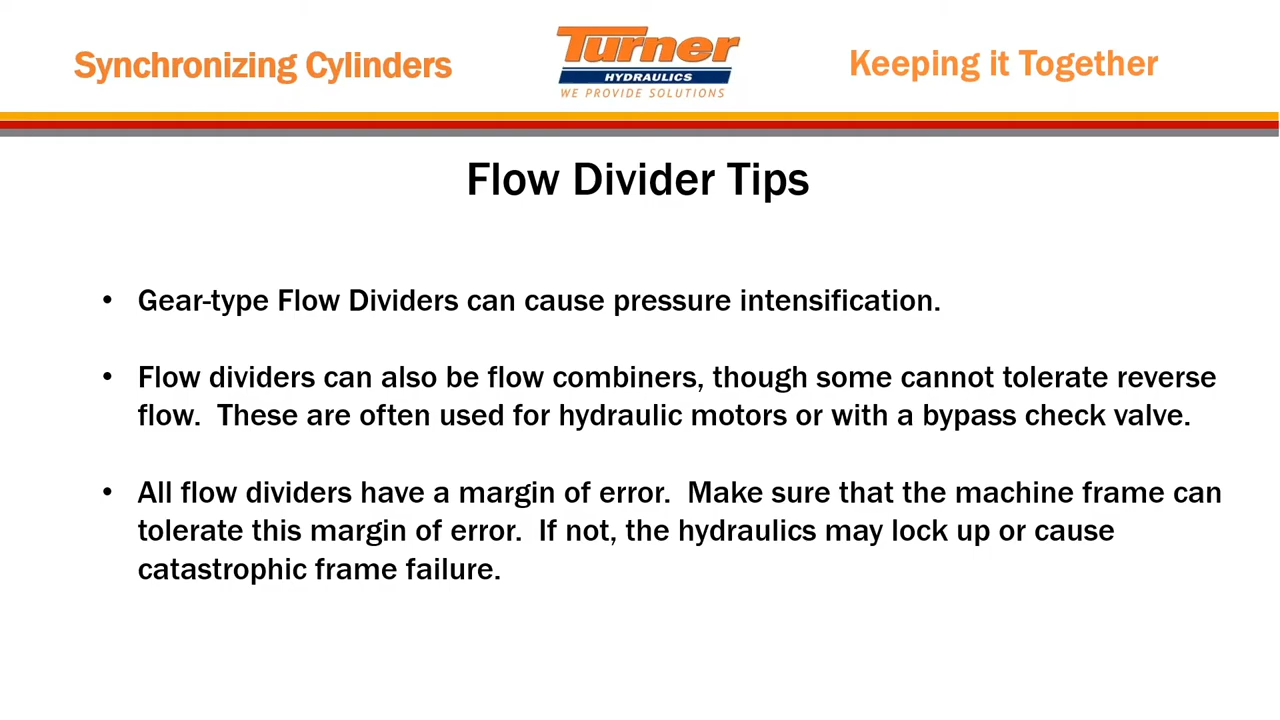 Synchronizing Cylinders
Turner
HYDRAULICS
WE PROVIDE SOLUTIONS
Keeping it Together
Flow Divider Tips
• Gear-type Flow Dividers can cause pressure intensification.
• Flow dividers can also be flow combiners, though some cannot tolerate reverse
flow.  These are often used for hydraulic motors or with a bypass check valve.
• All flow dividers have a margin of error.  Make sure that the machine frame can
tolerate this margin of error.  If not, the hydraulics may lock up or cause
catastrophic frame failure.